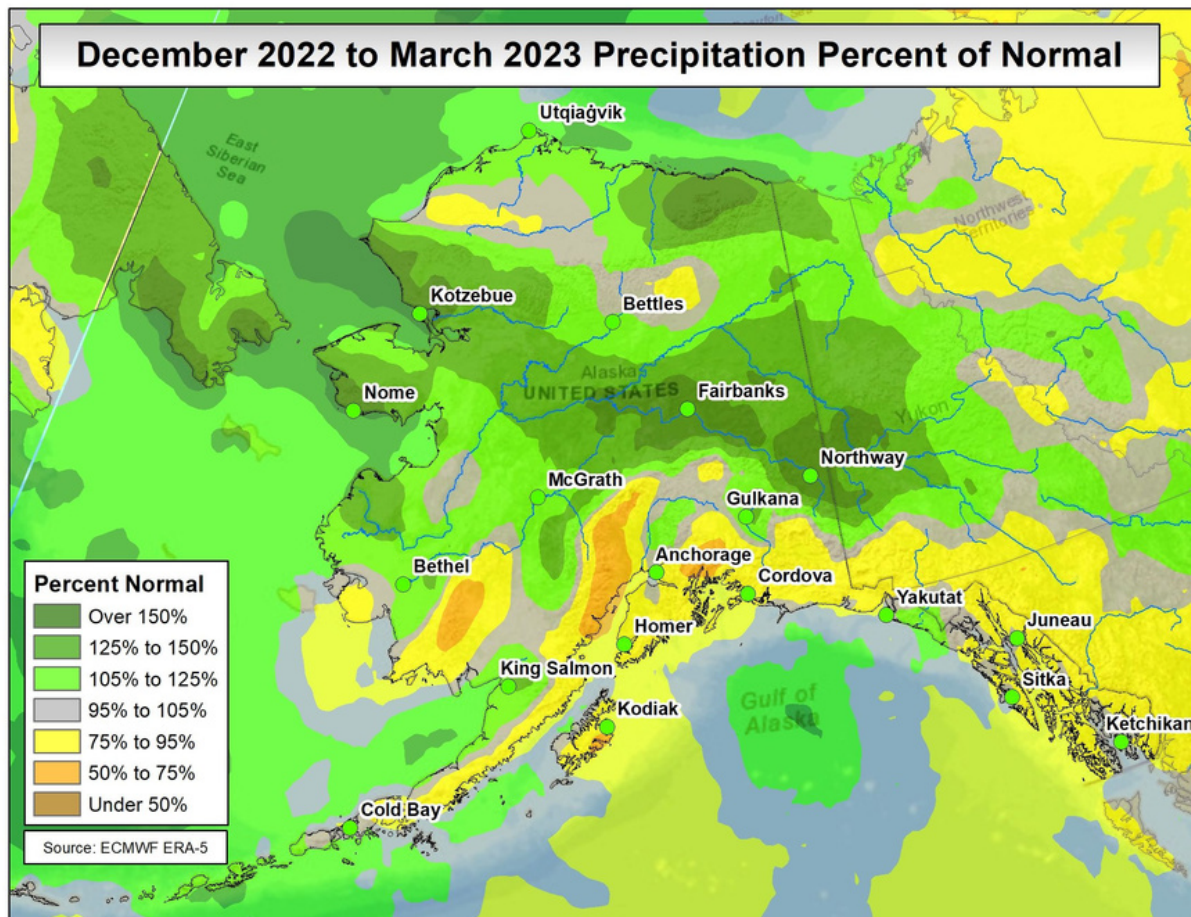 December 2022 to March 2023 Precipitation Percent of Normal
Utqiaġvik
East
Siberian
Sea
Northwest
Territories
Kotzebue
Bettles
Alaska
UNITED STATES
Nome
Fairbanks
Yukon
Northway
McGrath
Gulkana
Anchorage
Bethel
Cordova
Yakutat
Juneau
Homer
King Salmon
Sitka
Gulf of
Alaska
Kodiak
Ketchikan
Cold Bay
Percent Normal
Over 150%
125% to 150%
105% to 125%
95% to 105%
75% to 95%
50% to 75%
Under 50%
Source: ECMWF ERA-5